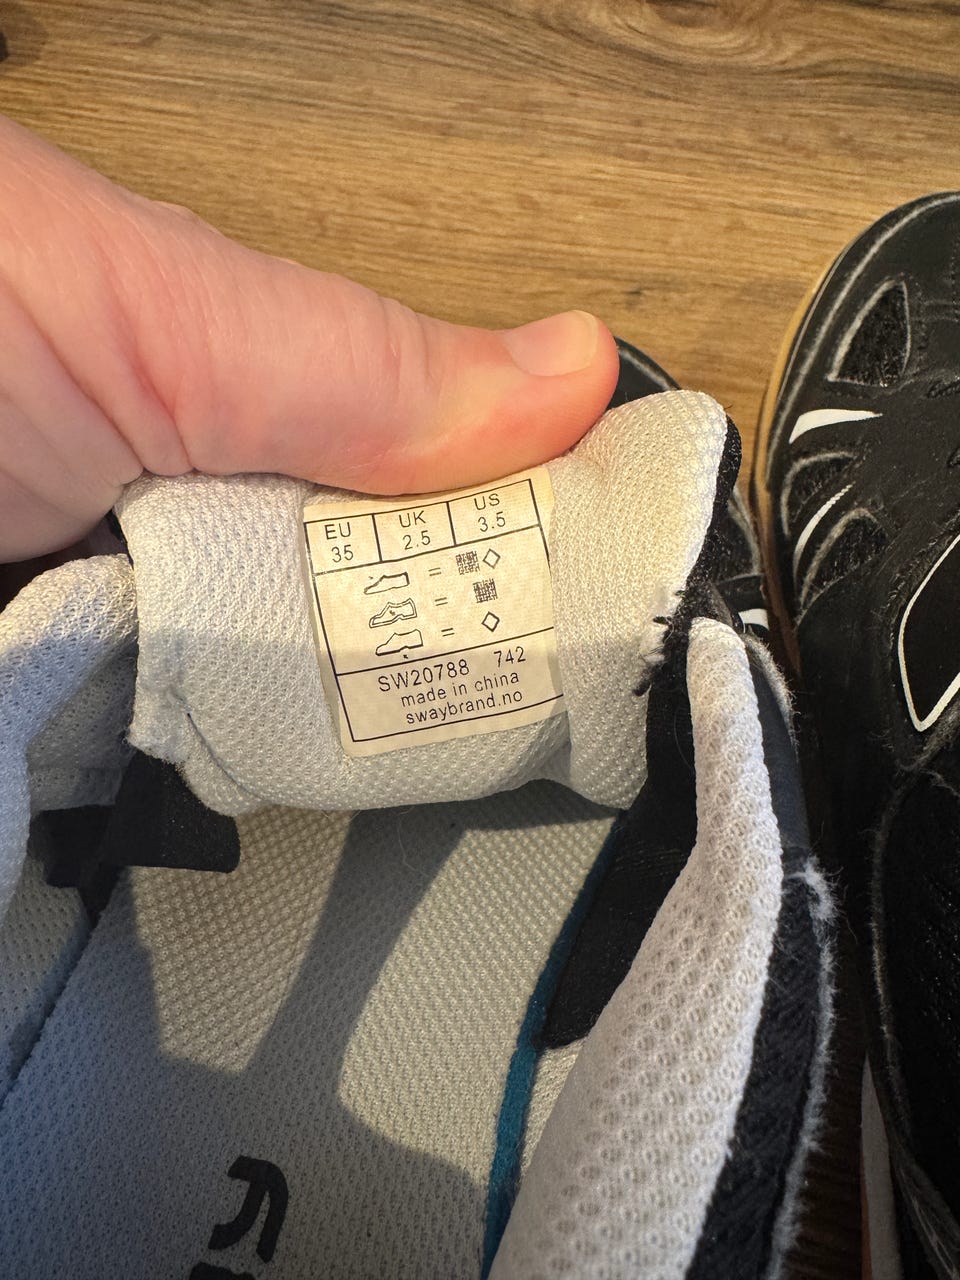 EU UK US
35 2.5 3.5
=
=
=
SW20788 742
made in china
swaybrand.no